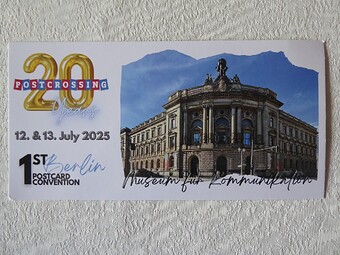 20
POSTCROSSING
Years
12. & 13. July 2025
1ST Berlin
POSTCARD
CONVENTION
Museum für Kommunikation